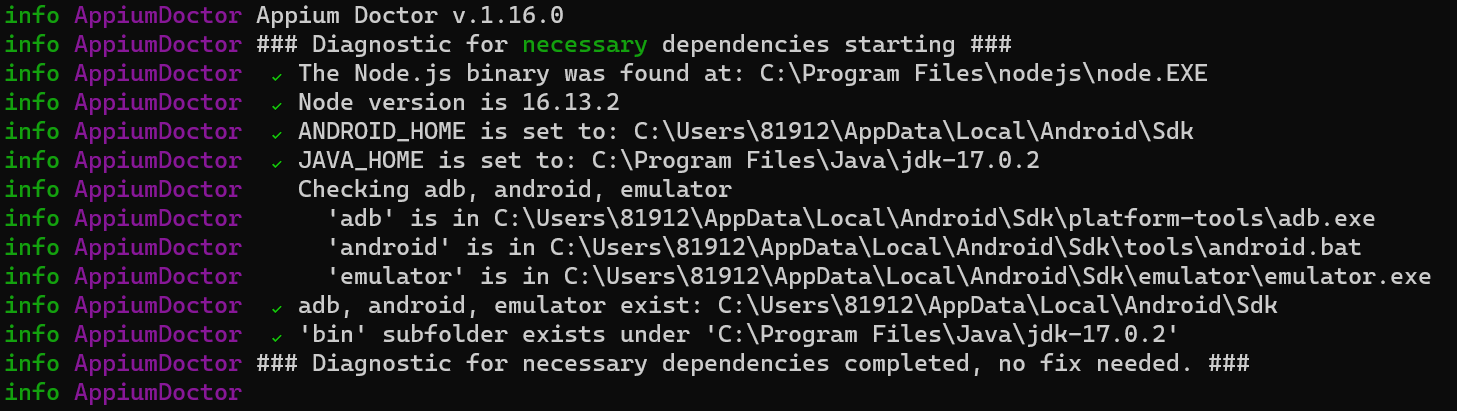 info AppiumDoctor Appium Doctor v.1.16.0
info AppiumDoctor ### Diagnostic for necessary dependencies starting ###
info AppiumDoctor  ✓ The Node.js binary was found at: C:\Program Files\nodejs\node.EXE
info AppiumDoctor  ✓ Node version is 16.13.2
info AppiumDoctor  ✓ ANDROID_HOME is set to: C:\Users\81912\AppData\Local\Android\Sdk
info AppiumDoctor  ✓ JAVA_HOME is set to: C:\Program Files\Java\jdk-17.0.2
info AppiumDoctor    Checking adb, android, emulator
info AppiumDoctor      'adb' is in C:\Users\81912\AppData\Local\Android\Sdk\platform-tools\adb.exe
info AppiumDoctor      'android' is in C:\Users\81912\AppData\Local\Android\Sdk\tools\android.bat
info AppiumDoctor      'emulator' is in C:\Users\81912\AppData\Local\Android\Sdk\emulator\emulator.exe
info AppiumDoctor  ✓ adb, android, emulator exist: C:\Users\81912\AppData\Local\Android\Sdk
info AppiumDoctor  ✓ 'bin' subfolder exists under 'C:\Program Files\Java\jdk-17.0.2'
info AppiumDoctor ### Diagnostic for necessary dependencies completed, no fix needed. ###
info AppiumDoctor